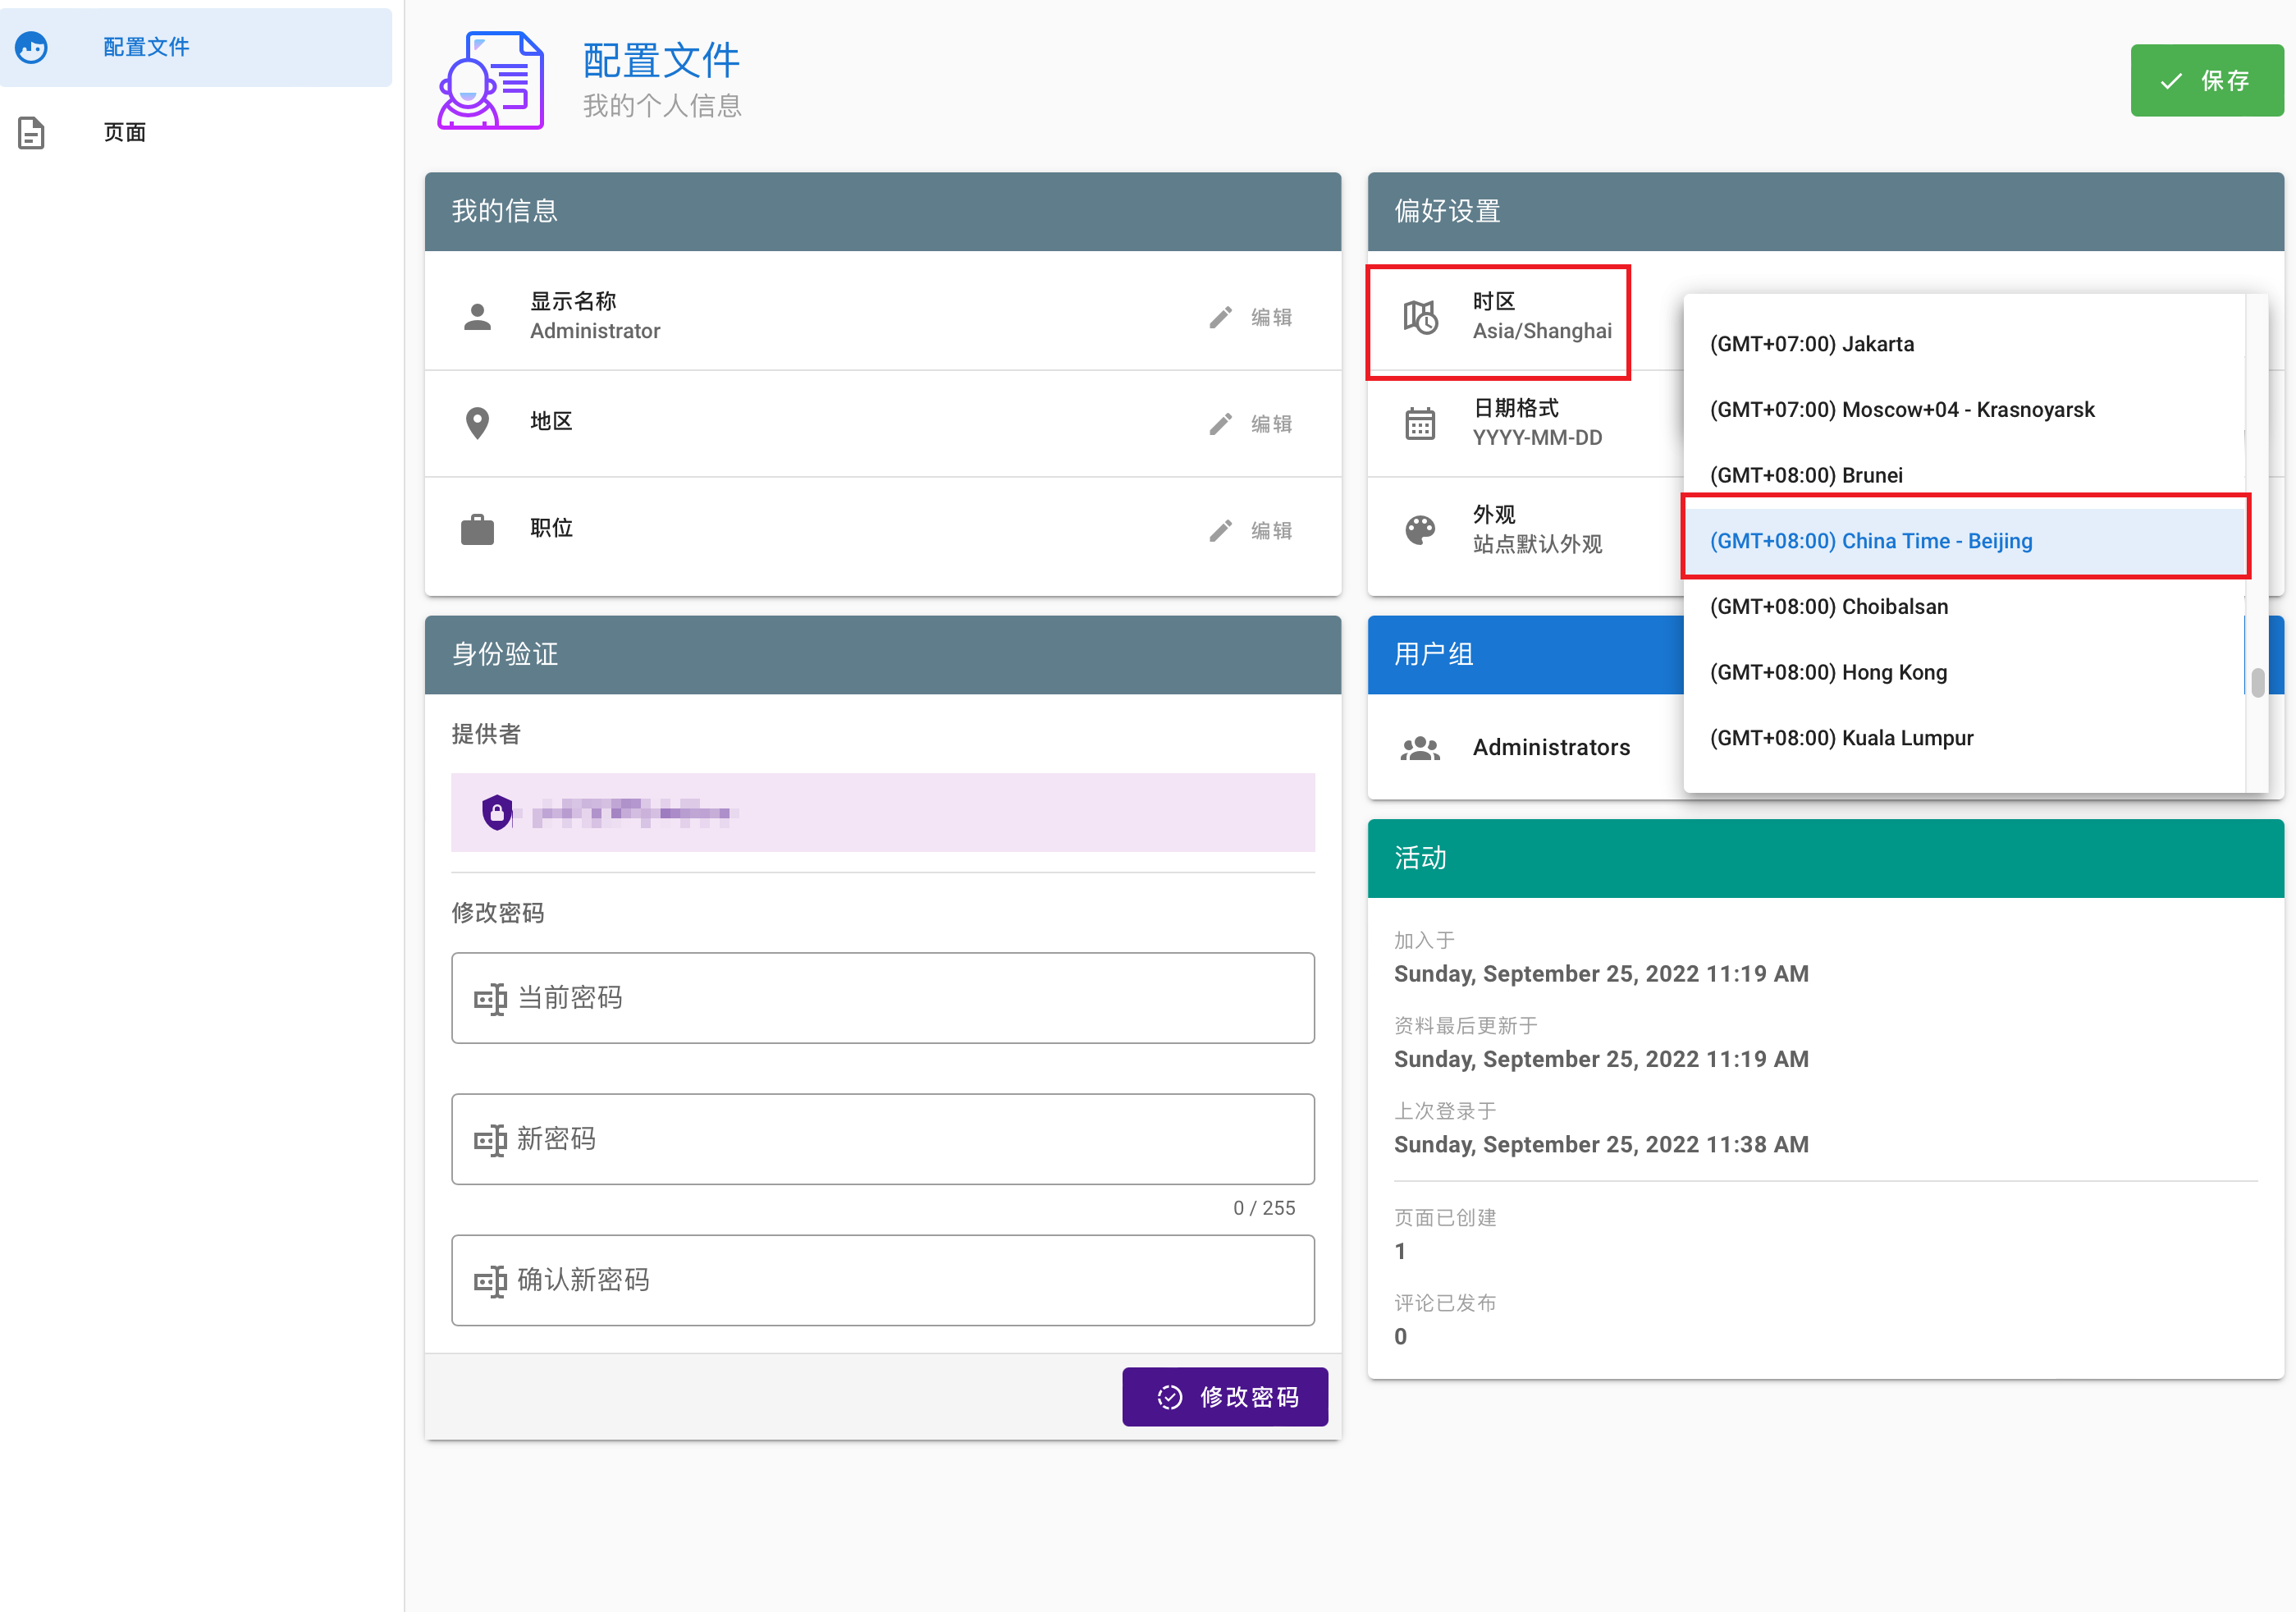 配置文件
页面
配置文件
我的个人信息
保存
我的信息
显示名称
Administrator
编辑
地区
编辑
职位
编辑
身份验证
提供者
修改密码
当前密码
新密码
0 / 255
确认新密码
修改密码
偏好设置
时区
Asia/Shanghai
日期格式
YYYY-MM-DD
外观
站点默认外观
(GMT+07:00) Jakarta
(GMT+07:00) Moscow+04 - Krasnoyarsk
(GMT+08:00) Brunei
(GMT+08:00) China Time - Beijing
(GMT+08:00) Choibalsan
(GMT+08:00) Hong Kong
(GMT+08:00) Kuala Lumpur
用户组
Administrators
活动
加入于
Sunday, September 25, 2022 11:19 AM
资料最后更新于
Sunday, September 25, 2022 11:19 AM
上次登录于
Sunday, September 25, 2022 11:38 AM
页面已创建
1
评论已发布
0